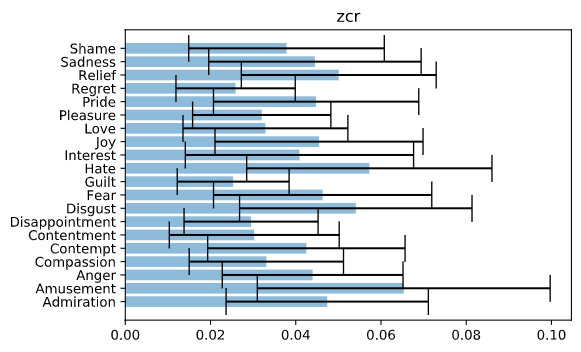 zcr
Shame
Sadness
Relief
Regret
Pride
Pleasure
Love
Joy
Interest
Hate
Guilt
Fear
Disgust
Disappointment
Contentment
Contempt
Compassion
Anger
Amusement
Admiration
0.00 0.02 0.04 0.06 0.08 0.10